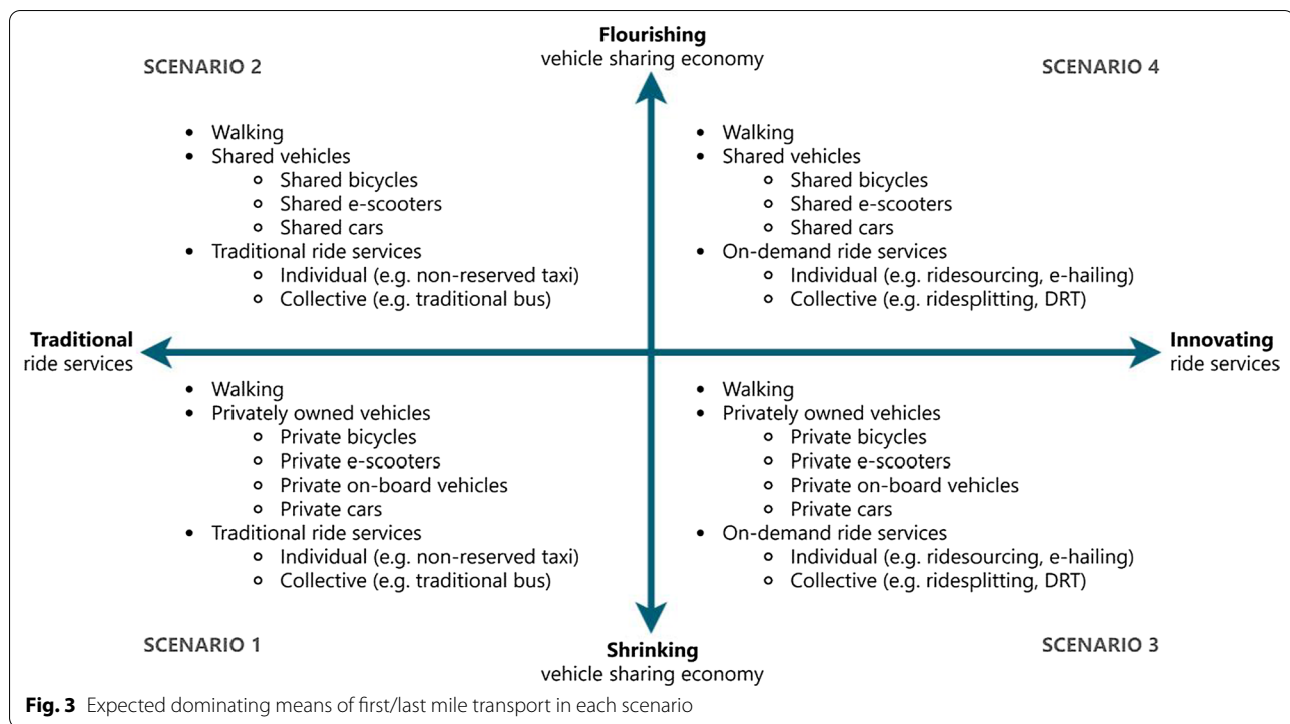 Flourishing
vehicle sharing economy
SCENARIO 2
SCENARIO 4
• Walking
• Shared vehicles
o Shared bicycles
o Shared e-scooters
o Shared cars
• Traditional ride services
o Individual (e.g. non-reserved taxi)
o Collective (e.g. traditional bus)
• Walking
• Shared vehicles
o Shared bicycles
o Shared e-scooters
o Shared cars
• On-demand ride services
o Individual (e.g. ridesourcing, e-hailing)
o Collective (e.g. ridesplitting, DRT)
Traditional
ride services
Innovating
ride services
• Walking
• Privately owned vehicles
o Private bicycles
o Private e-scooters
o Private on-board vehicles
o Private cars
• Traditional ride services
o Individual (e.g. non-reserved taxi)
o Collective (e.g. traditional bus)
• Walking
• Privately owned vehicles
o Private bicycles
o Private e-scooters
o Private on-board vehicles
o Private cars
• On-demand ride services
o Individual (e.g. ridesourcing, e-hailing)
o Collective (e.g. ridesplitting, DRT)
SCENARIO 1
SCENARIO 3
Shrinking
vehicle sharing economy
Fig. 3 Expected dominating means of first/last mile transport in each scenario